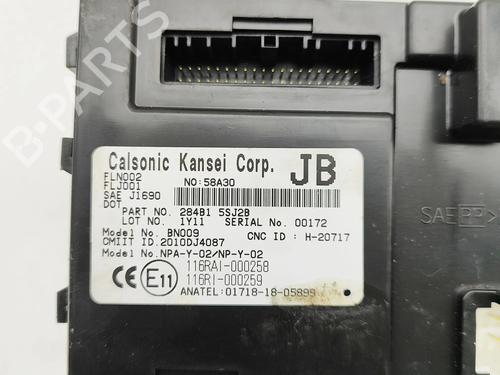 B-PARTS
Calsonic Kansei Corp. JB
FLN002
FLJ001 NO:58A30
SAE J1690
DOT
PART NO. 284B1 5SJ2B
LOT NO. 1Y11 SERIAL No. 00172
Model No. BN009 CNC ID : H-20717
CMIIT ID.2010DJ4087
Model No.NPA-Y-02/NP-Y-02
116RAI-000258
CE E11 116RI-000259
ANATEL:01718-18-05899
SAE PP